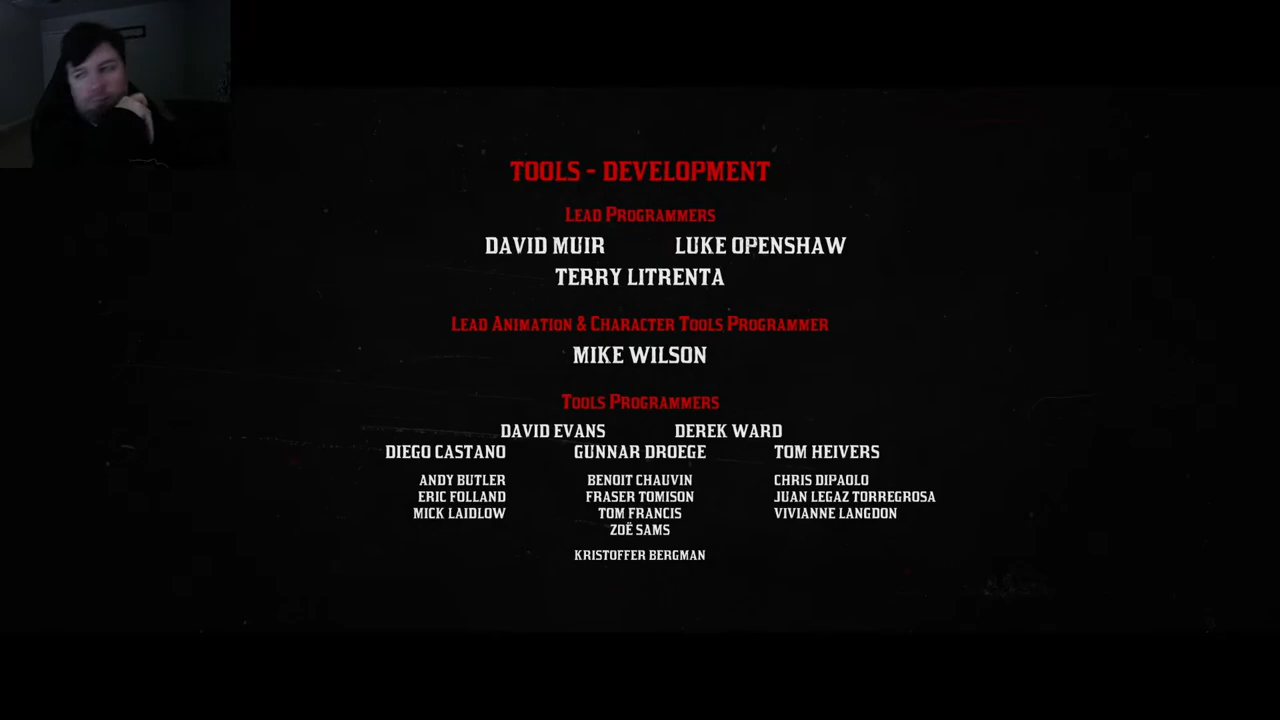 TOOLS - DEVELOPMENT
LEAD PROGRAMMERS
DAVID MUIR LUKE OPENSHAW
TERRY LITRENTA
LEAD ANIMATION & CHARACTER TOOLS PROGRAMMER
MIKE WILSON
TOOLS PROGRAMMERS
DAVID EVANS DEREK WARD
DIEGO CASTANO GUNNAR DROEGE TOM HEIVERS
ANDY BUTLER BENOIT CHAUVIN CHRIS DIPAOLO
ERIC FOLLAND FRASER TOMISON JUAN LEGAZ TORREGROSA
MICK LAIDLOW TOM FRANCIS VIVIANNE LANGDON
ZOË SAMS
KRISTOFFER BERGMAN